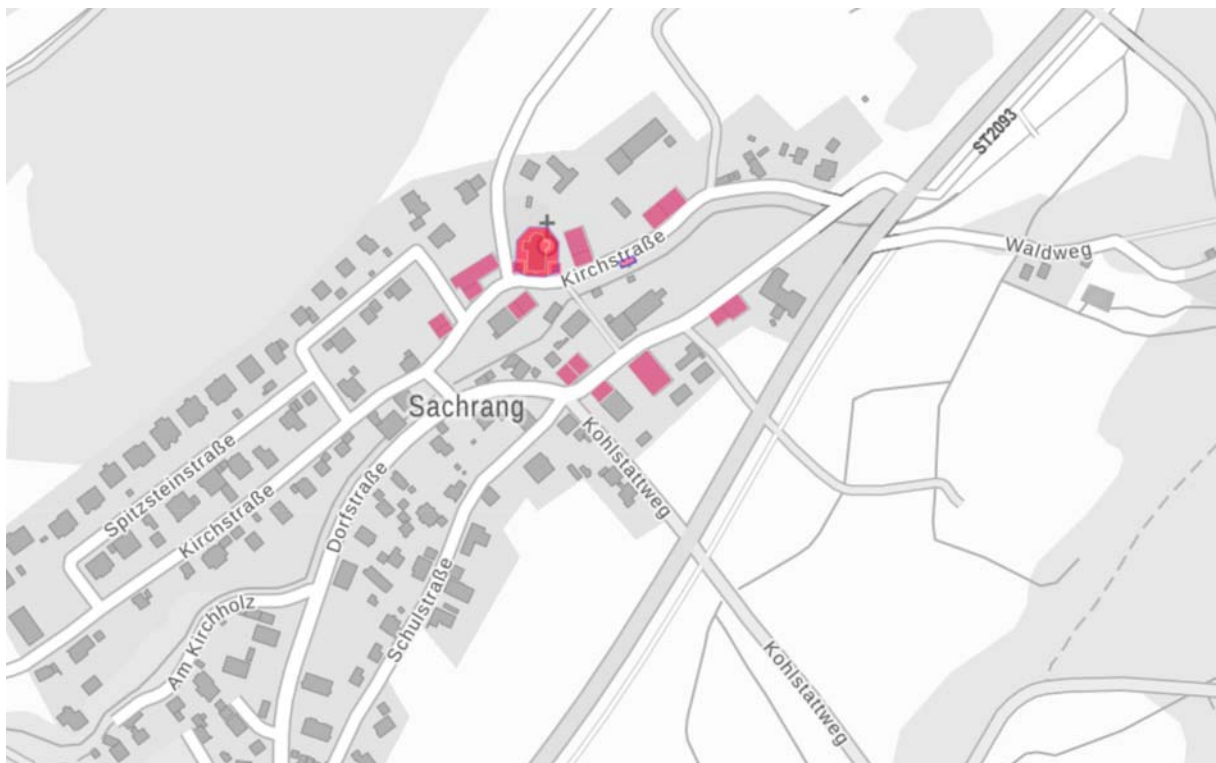 ST2093
Waldweg
Kirchstraße
Sachrang
Kohlstattweg
Spitzsteinstraße
Kirchstraße
Dorfstraße
Schulstraße
Am Kirchholz
Kohlstattweg